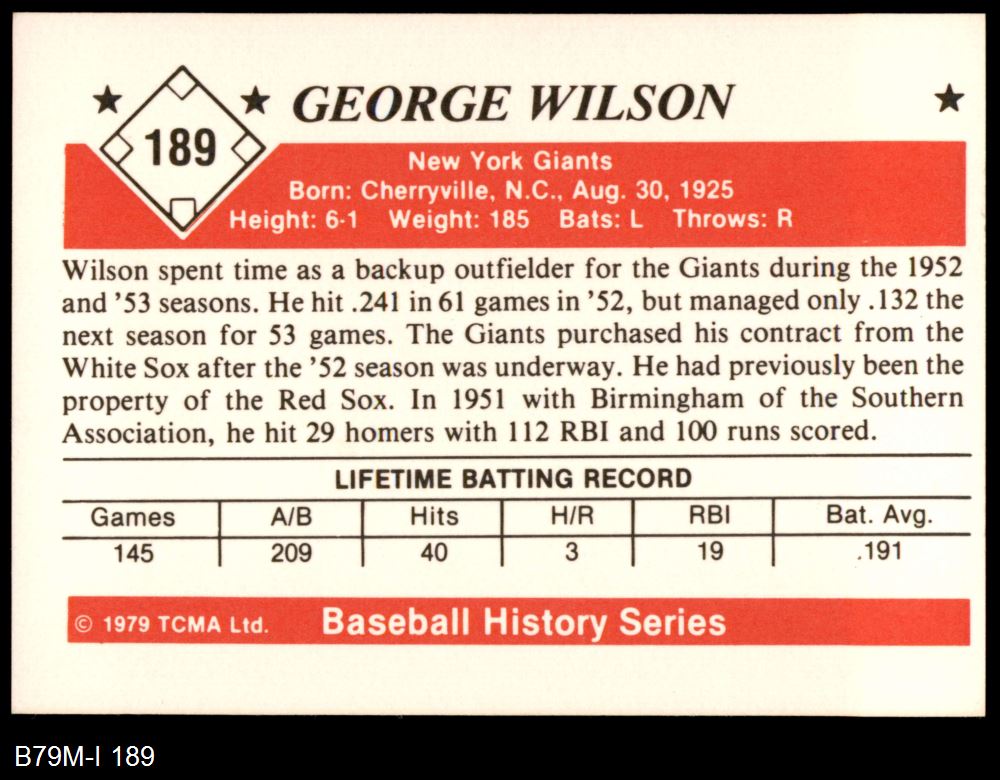 189
GEORGE WILSON
New York Giants
Born: Cherryville, N.C., Aug. 30, 1925
Height: 6-1 Weight: 185 Bats: L Throws: R
Wilson spent time as a backup outfielder for the Giants during the 1952
and '53 seasons. He hit .241 in 61 games in '52, but managed only .132 the
next season for 53 games. The Giants purchased his contract from the
White Sox after the '52 season was underway. He had previously been the
property of the Red Sox. In 1951 with Birmingham of the Southern
Association, he hit 29 homers with 112 RBI and 100 runs scored.
LIFETIME BATTING RECORD
Games A/B Hits H/R RBI Bat. Avg.
145 209 40 3 19 .191
© 1979 TCMA Ltd. Baseball History Series
B79M-I 189